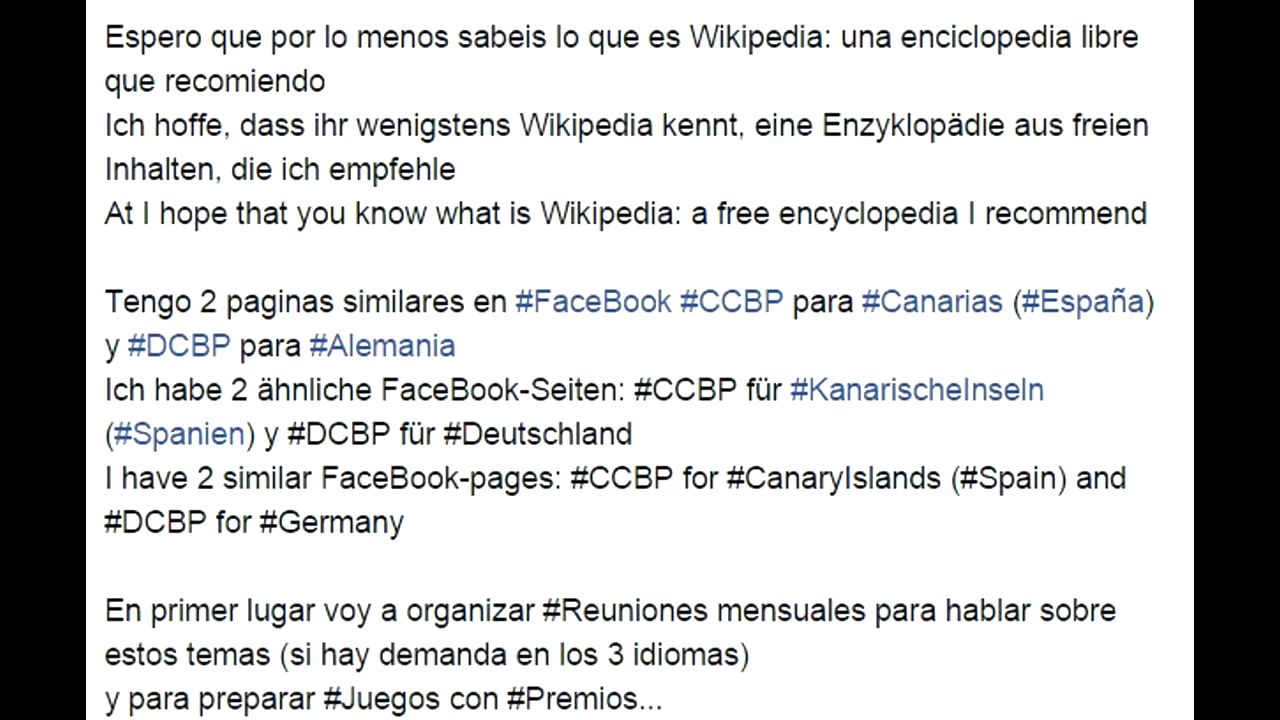 Espero que por lo menos sabeis lo que es Wikipedia: una enciclopedia libre
que recomiendo
Ich hoffe, dass ihr wenigstens Wikipedia kennt, eine Enzyklopädie aus freien
Inhalten, die ich empfehle
At I hope that you know what is Wikipedia: a free encyclopedia I recommend
Tengo 2 paginas similares en #FaceBook #CCBP para #Canarias (#España)
y #DCBP para #Alemania
Ich habe 2 ähnliche FaceBook-Seiten: #CCBP für #KanarischeInseln
(#Spanien) y #DCBP für #Deutschland
I have 2 similar FaceBook-pages: #CCBP for #CanaryIslands (#Spain) and
#DCBP for #Germany
En primer lugar voy a organizar #Reuniones mensuales para hablar sobre
estos temas (si hay demanda en los 3 idiomas)
y para preparar #Juegos con #Premios...